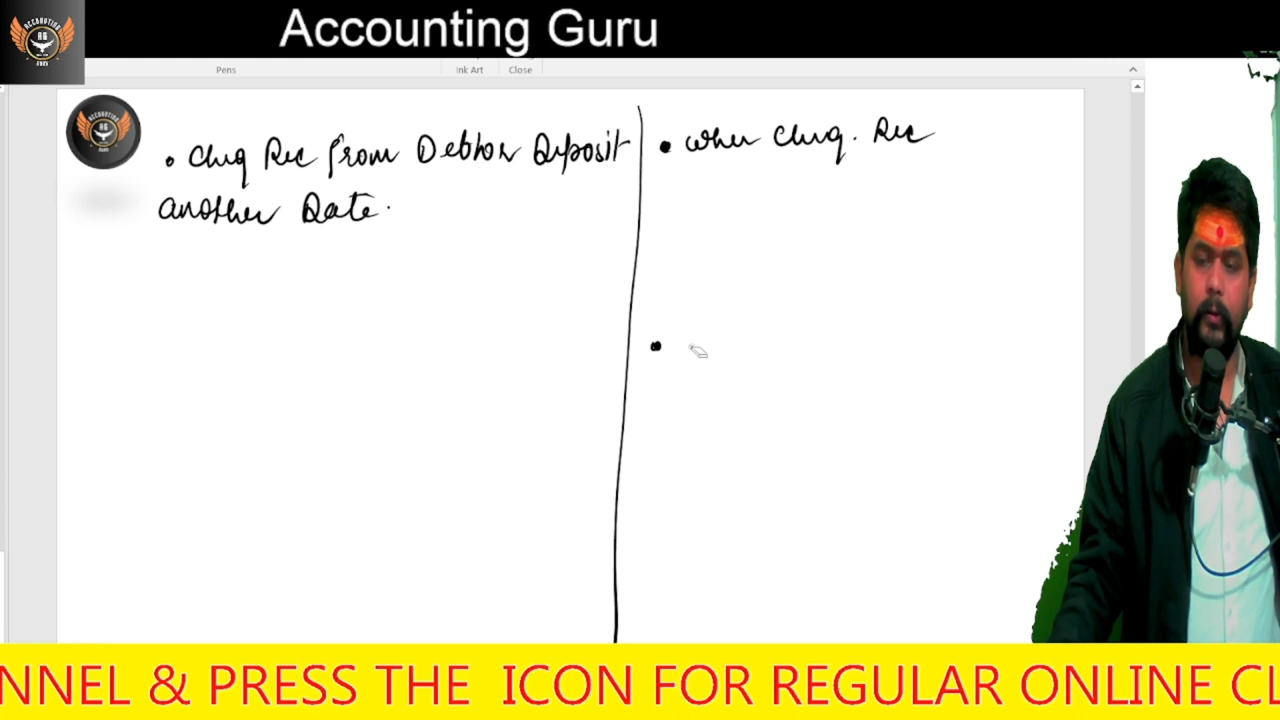 Accounting Guru
Pens
Ink Art
Close
• Chq Rec from Debtor Deposit
another Date.
• when Chq. Rec
•
NNEL & PRESS THE ICON FOR REGULAR ONLINE CL